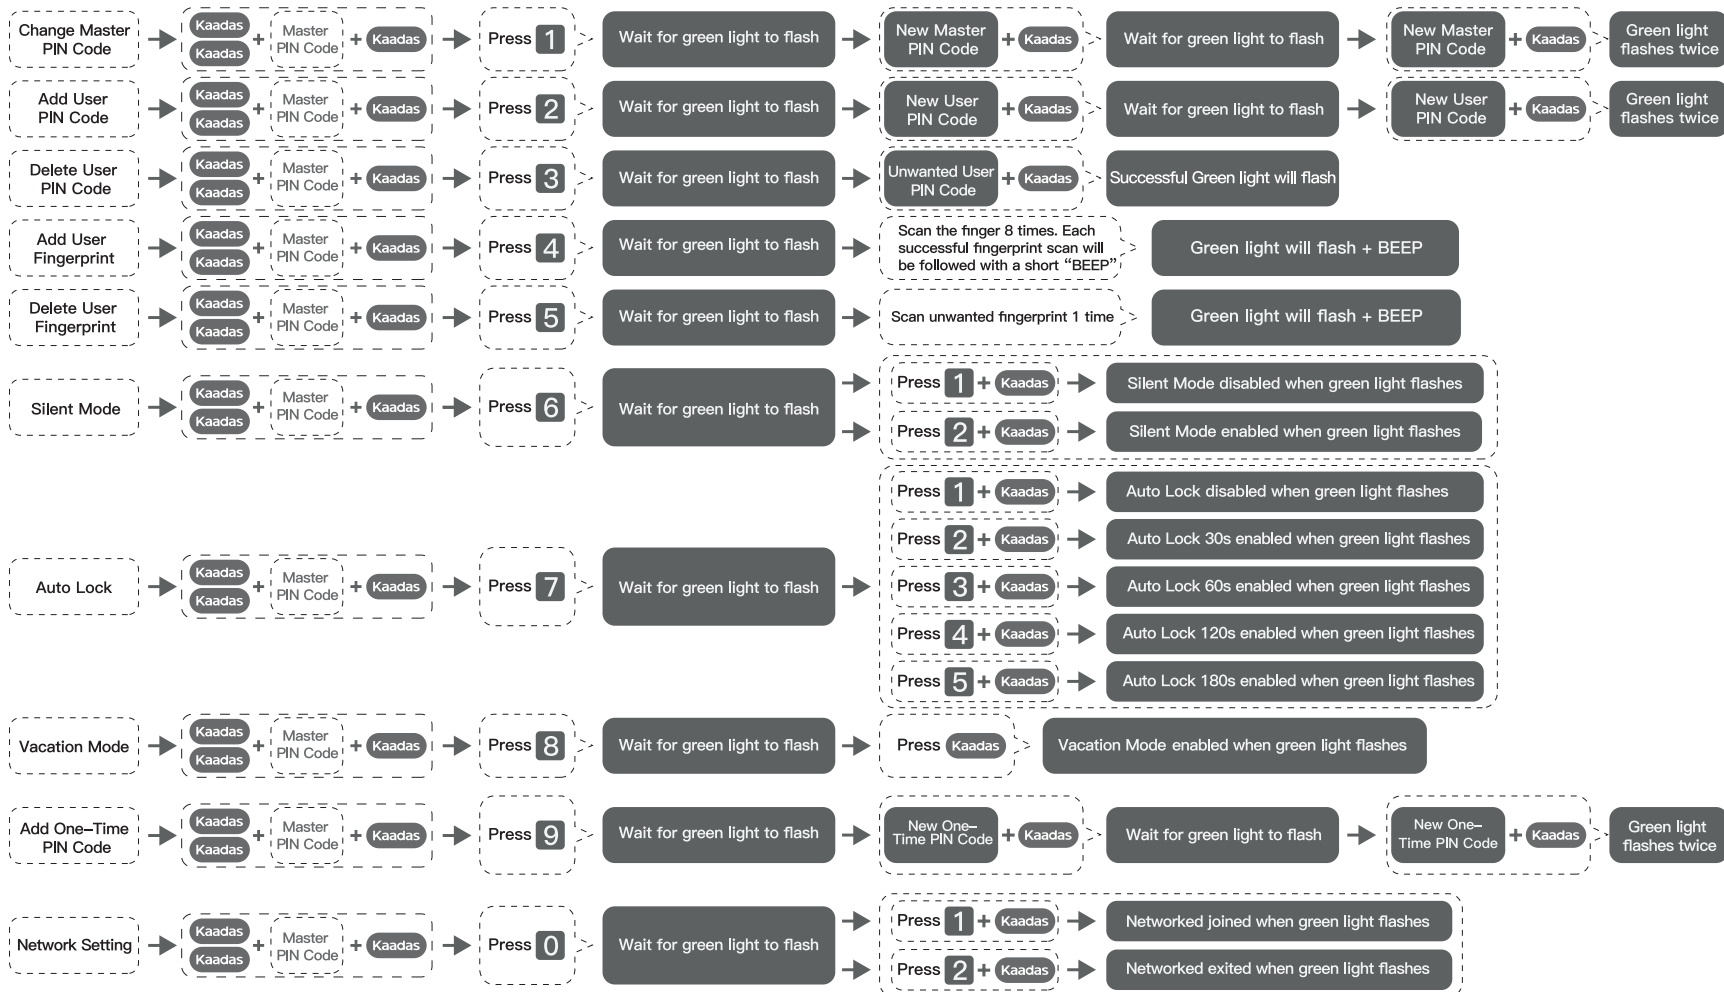 Change Master
PIN Code
Kaadas
Kaadas
+
Master
PIN Code
+
Kaadas
Press 1
Wait for green light to flash
New Master
PIN Code
+
Kaadas
Wait for green light to flash
New Master
PIN Code
+
Kaadas
Green light
flashes twice
Add User
PIN Code
Kaadas
Kaadas
+
Master
PIN Code
+
Kaadas
Press 2
Wait for green light to flash
New User
PIN Code
+
Kaadas
Wait for green light to flash
New User
PIN Code
+
Kaadas
Green light
flashes twice
Delete User
PIN Code
Kaadas
Kaadas
+
Master
PIN Code
+
Kaadas
Press 3
Wait for green light to flash
Unwanted User
PIN Code
+
Kaadas
Successful Green light will flash
Add User
Fingerprint
Kaadas
Kaadas
+
Master
PIN Code
+
Kaadas
Press 4
Wait for green light to flash
Scan the finger 8 times. Each
successful fingerprint scan will
be followed with a short “BEEP”
Green light will flash + BEEP
Delete User
Fingerprint
Kaadas
Kaadas
+
Master
PIN Code
+
Kaadas
Press 5
Wait for green light to flash
Scan unwanted fingerprint 1 time
Green light will flash + BEEP
Silent Mode
Kaadas
Kaadas
+
Master
PIN Code
+
Kaadas
Press 6
Wait for green light to flash
Press 1 + Kaadas
Silent Mode disabled when green light flashes
Press 2 + Kaadas
Silent Mode enabled when green light flashes
Auto Lock
Kaadas
Kaadas
+
Master
PIN Code
+
Kaadas
Press 7
Wait for green light to flash
Press 1 + Kaadas
Auto Lock disabled when green light flashes
Press 2 + Kaadas
Auto Lock 30s enabled when green light flashes
Press 3 + Kaadas
Auto Lock 60s enabled when green light flashes
Press 4 + Kaadas
Auto Lock 120s enabled when green light flashes
Press 5 + Kaadas
Auto Lock 180s enabled when green light flashes
Vacation Mode
Kaadas
Kaadas
+
Master
PIN Code
+
Kaadas
Press 8
Wait for green light to flash
Press Kaadas
Vacation Mode enabled when green light flashes
Add One–Time
PIN Code
Kaadas
Kaadas
+
Master
PIN Code
+
Kaadas
Press 9
Wait for green light to flash
New One–
Time PIN Code
+
Kaadas
Wait for green light to flash
New One–
Time PIN Code
+
Kaadas
Green light
flashes twice
Network Setting
Kaadas
Kaadas
+
Master
PIN Code
+
Kaadas
Press 0
Wait for green light to flash
Press 1 + Kaadas
Networked joined when green light flashes
Press 2 + Kaadas
Networked exited when green light flashes